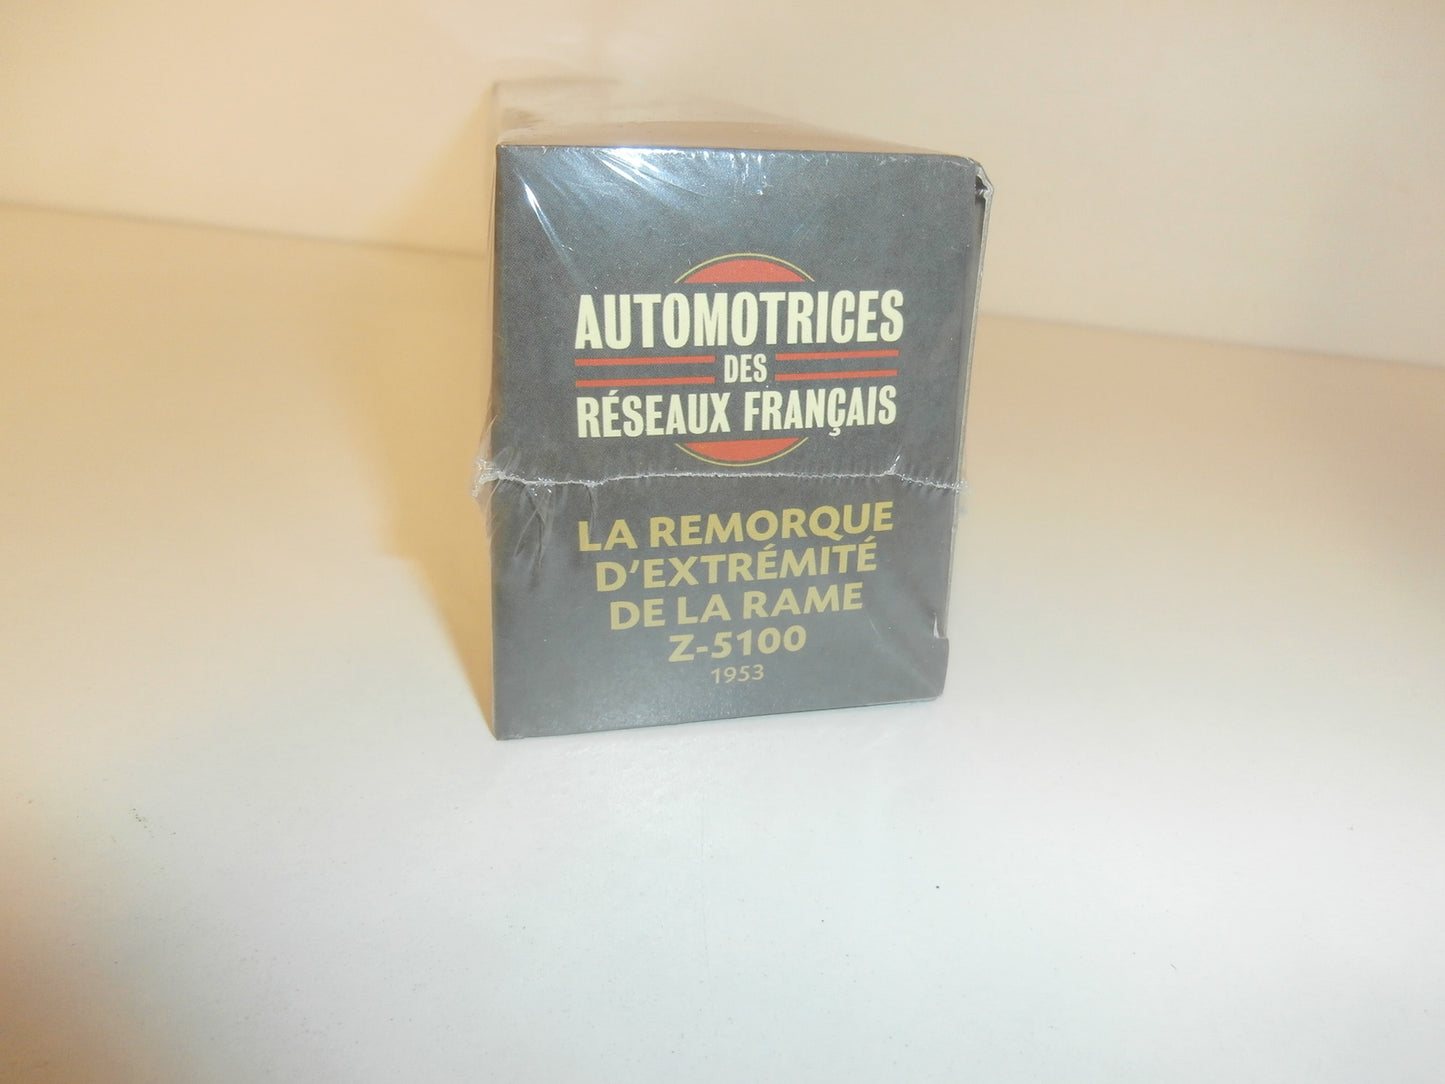 AUTOMOTRICES
DES
RÉSEAUX FRANÇAIS
LA REMORQUE
D'EXTRÉMITÉ
DE LA RAME
Z-5100
1953